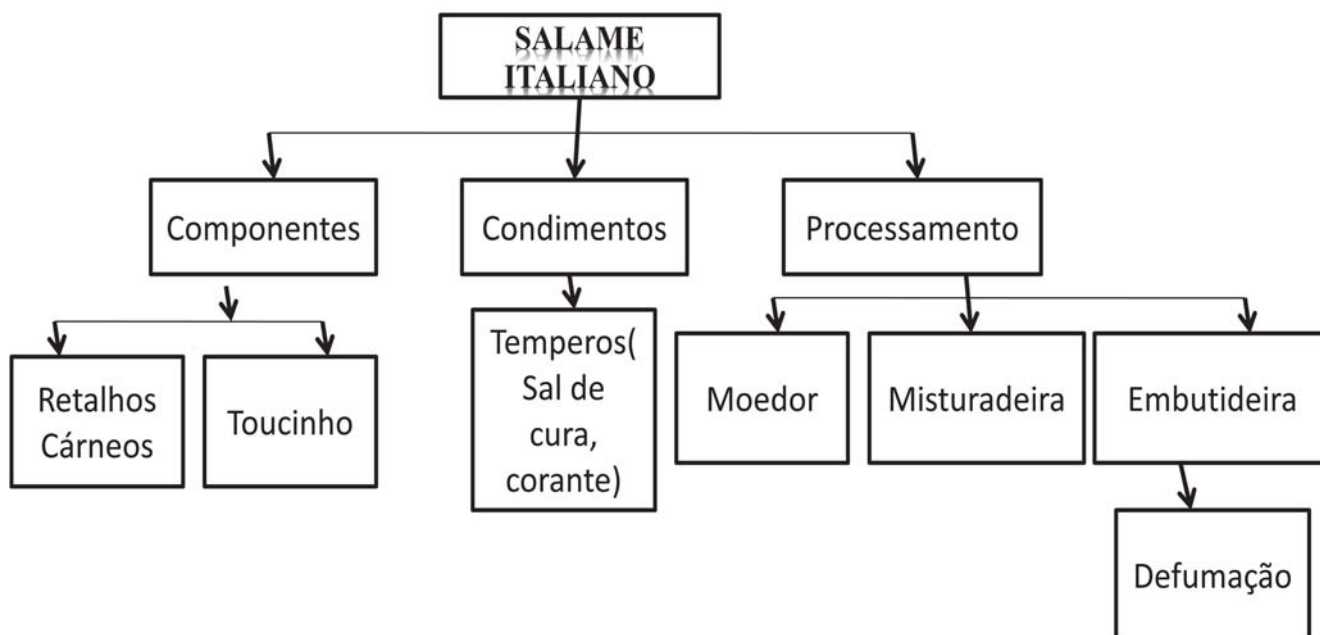 SALAME
ITALIANO
Componentes
Condimentos
Processamento
Retalhos
Cárneos
Toucinho
Temperos(
Sal de
cura,
corante)
Moedor
Misturadeira
Embutideira
Defumação